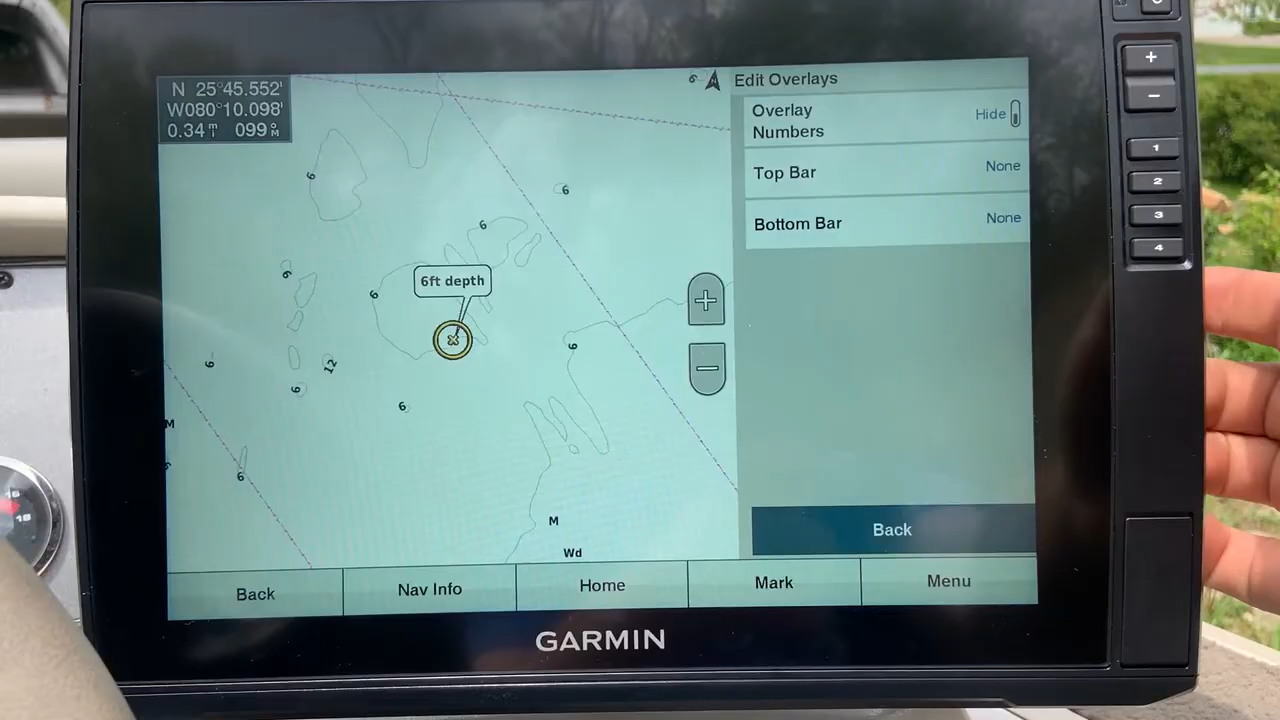 N 25°45.552'
W080°10.098'
0.34 m/T 099°M
6
Edit Overlays
Overlay
Numbers
Hide
Top Bar
None
Bottom Bar
None
6
6
6
6
6
6ft depth
+
−
6
6
12
6
6
6
M
M
Wd
Back
Back
Nav Info
Home
Mark
Menu
GARMIN
+
−
1
2
3
4